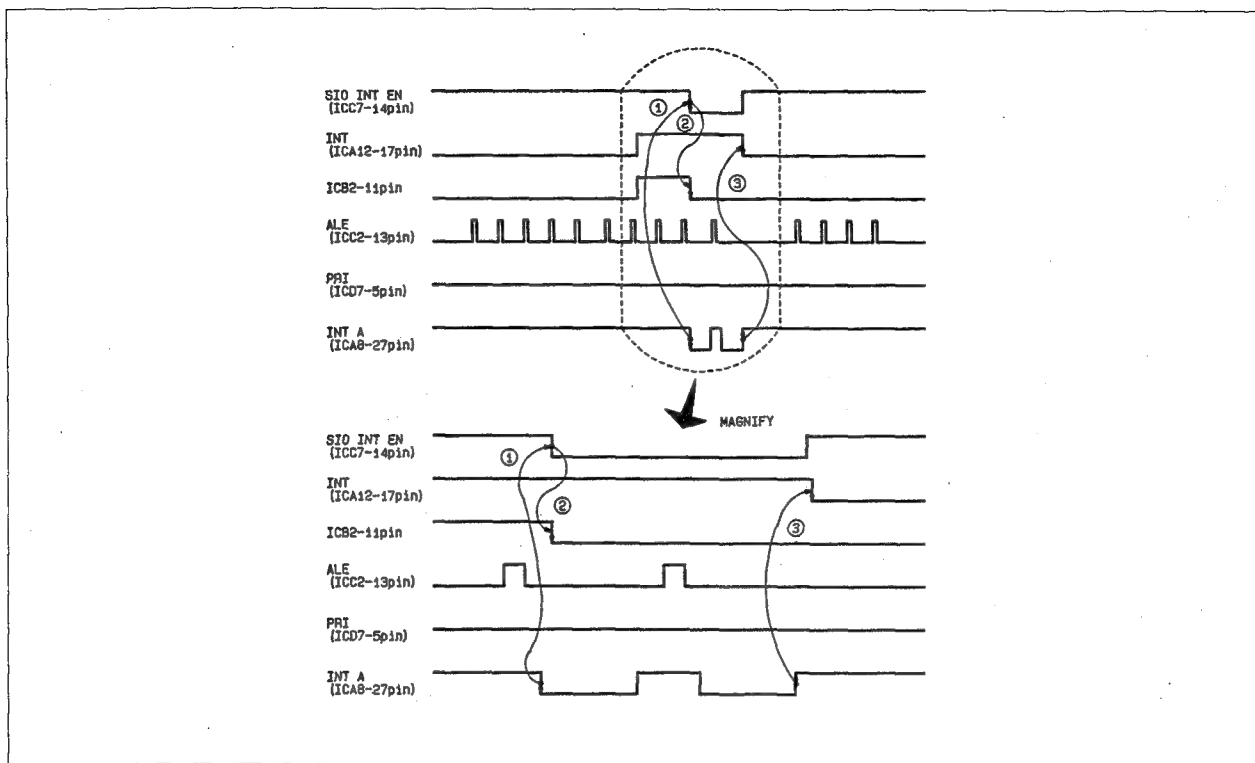 SIO INT EN
(ICC7-14pin)
①
②
INT
(ICA12-17pin)
③
ICB2-11pin
ALE
(ICC2-13pin)
PRI
(ICD7-5pin)
INT A
(ICA8-27pin)
MAGNIFY
SIO INT EN
(ICC7-14pin)
①
INT
(ICA12-17pin)
②
③
ICB2-11pin
ALE
(ICC2-13pin)
PRI
(ICD7-5pin)
INT A
(ICA8-27pin)